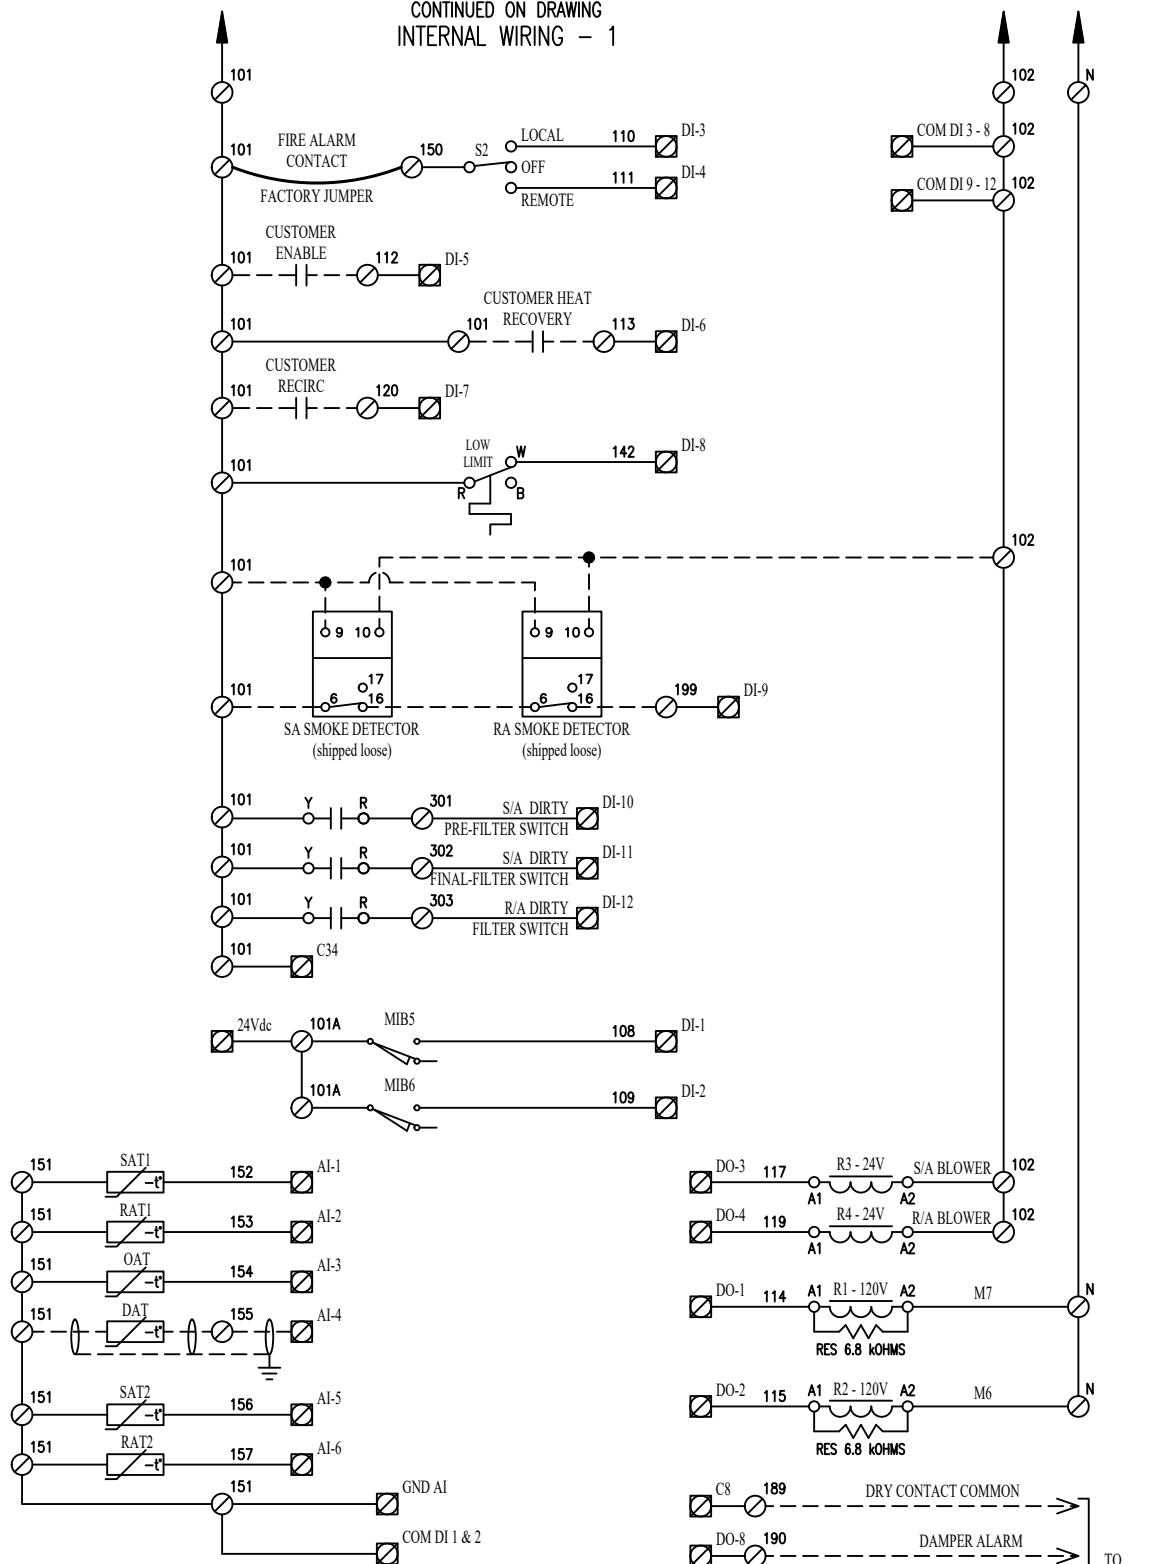 CONTINUED ON DRAWING
INTERNAL WIRING - 1
101 102 N
101 FIRE ALARM CONTACT 150 S2 LOCAL 110 DI-3 COM DI 3 - 8 102
FACTORY JUMPER OFF
REMOTE 111 DI-4 COM DI 9 - 12 102
CUSTOMER
ENABLE
101 112 DI-5
CUSTOMER HEAT
RECOVERY
101 101 113 DI-6
CUSTOMER
RECIRC
101 120 DI-7
LOW
LIMIT
101 R W B 142 DI-8
102
101
9 10 9 10
17 17
101 6 16 6 16 199 DI-9
SA SMOKE DETECTOR RA SMOKE DETECTOR
(shipped loose) (shipped loose)
101 Y R 301 S/A DIRTY DI-10
PRE-FILTER SWITCH
101 Y R 302 S/A DIRTY DI-11
FINAL-FILTER SWITCH
101 Y R 303 R/A DIRTY DI-12
FILTER SWITCH
101 C34
24Vdc 101A MIB5 108 DI-1
101A MIB6 109 DI-2
151 SAT1 -t° 152 AI-1
151 RAT1 -t° 153 AI-2
151 OAT -t° 154 AI-3
151 DAT -t° 155 AI-4
151 SAT2 -t° 156 AI-5
151 RAT2 -t° 157 AI-6
151 GND AI
COM DI 1 & 2
DO-3 117 A1 R3 - 24V A2 S/A BLOWER 102
DO-4 119 A1 R4 - 24V A2 R/A BLOWER 102
DO-1 114 A1 R1 - 120V A2 M7 N
RES 6.8 kOHMS
DO-2 115 A1 R2 - 120V A2 M6 N
RES 6.8 kOHMS
C8 189 DRY CONTACT COMMON
DO-8 190 DAMPER ALARM
TO